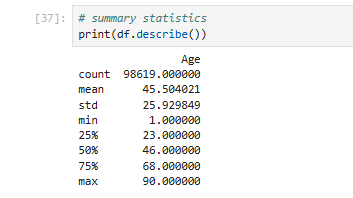 [37]: # summary statistics
print(df.describe())
Age
count 98619.000000
mean 45.504021
std 25.929849
min 1.000000
25% 23.000000
50% 46.000000
75% 68.000000
max 90.000000